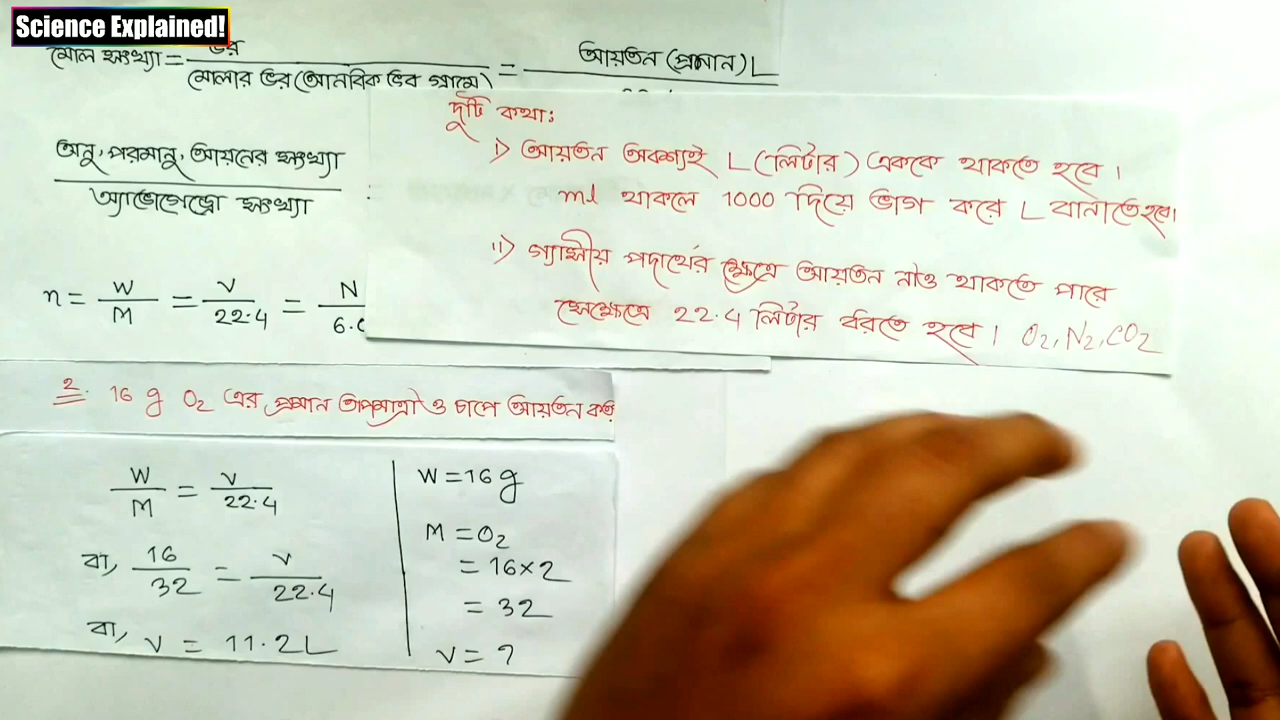 Science Explained!
মোল সংখ্যা = ভর / মোলার ভর (আনবিক ভর গ্রামে) = আয়তন (প্রমান) L
অনু, পরমানু, আয়নের সংখ্যা / অ্যাভোগেড্রো সংখ্যা
n = W/M = V/22.4 = N/6.0
দুটি কথাঃ
i) আয়তন অবশ্যই L (লিটার) এককে থাকতে হবে।
ml থাকলে 1000 দিয়ে ভাগ করে L বানাতে হবে।
ii) গ্যাসীয় পদার্থের ক্ষেত্রে আয়তন নাও থাকতে পারে
সেক্ষেত্রে 22.4 লিটার ধরতে হবে। O₂, N₂, CO₂
2. 16 g O₂ এর প্রমান তাপমাত্রা ও চাপে আয়তন কত
W/M = V/22.4
বা, 16/32 = V/22.4
বা, V = 11.2L
W = 16 g
M = O₂
= 16×2
= 32
V = ?